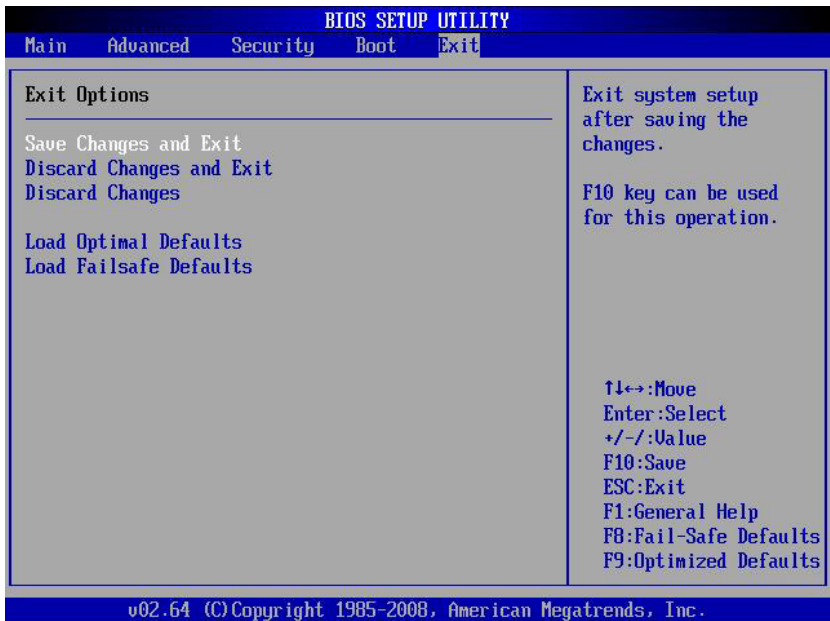 BIOS SETUP UTILITY
Main Advanced Security Boot Exit
Exit Options
Save Changes and Exit
Discard Changes and Exit
Discard Changes
Load Optimal Defaults
Load Failsafe Defaults
Exit system setup
after saving the
changes.
F10 key can be used
for this operation.
↑↓←→:Move
Enter:Select
+/-/:Value
F10:Save
ESC:Exit
F1:General Help
F8:Fail-Safe Defaults
F9:Optimized Defaults
v02.64 (C)Copyright 1985-2008, American Megatrends, Inc.